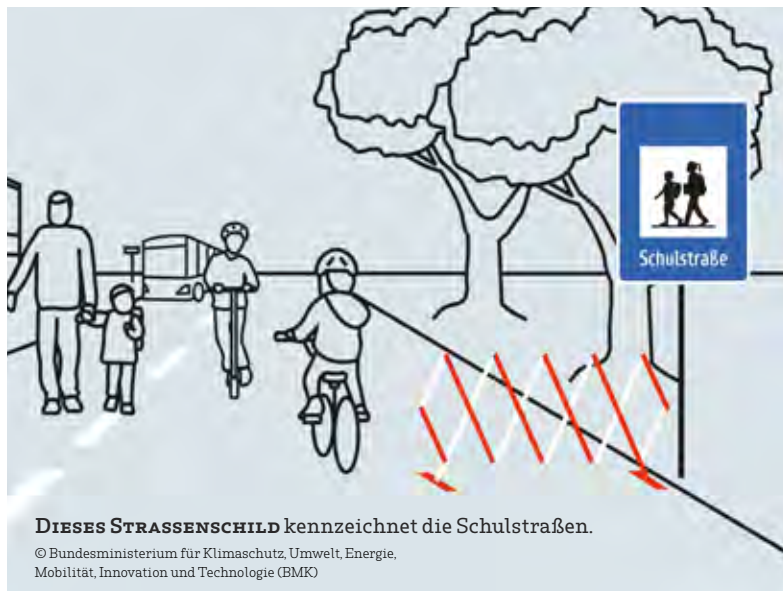 Schulstraße
Dieses Strassenschild kennzeichnet die Schulstraßen.
© Bundesministerium für Klimaschutz, Umwelt, Energie,
Mobilität, Innovation und Technologie (BMK)